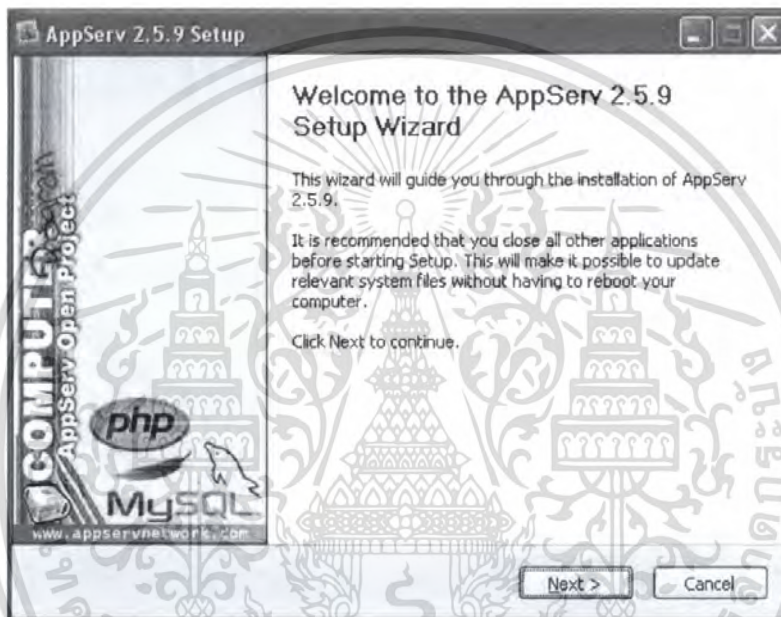 AppServ 2.5.9 Setup
Welcome to the AppServ 2.5.9
Setup Wizard
This wizard will guide you through the installation of AppServ
2.5.9.
It is recommended that you close all other applications
before starting Setup. This will make it possible to update
relevant system files without having to reboot your
computer.
Click Next to continue.
COMPUTER
Program
AppServ Open Project
php
MySQL
www.appservnetwork.com
Next >
Cancel